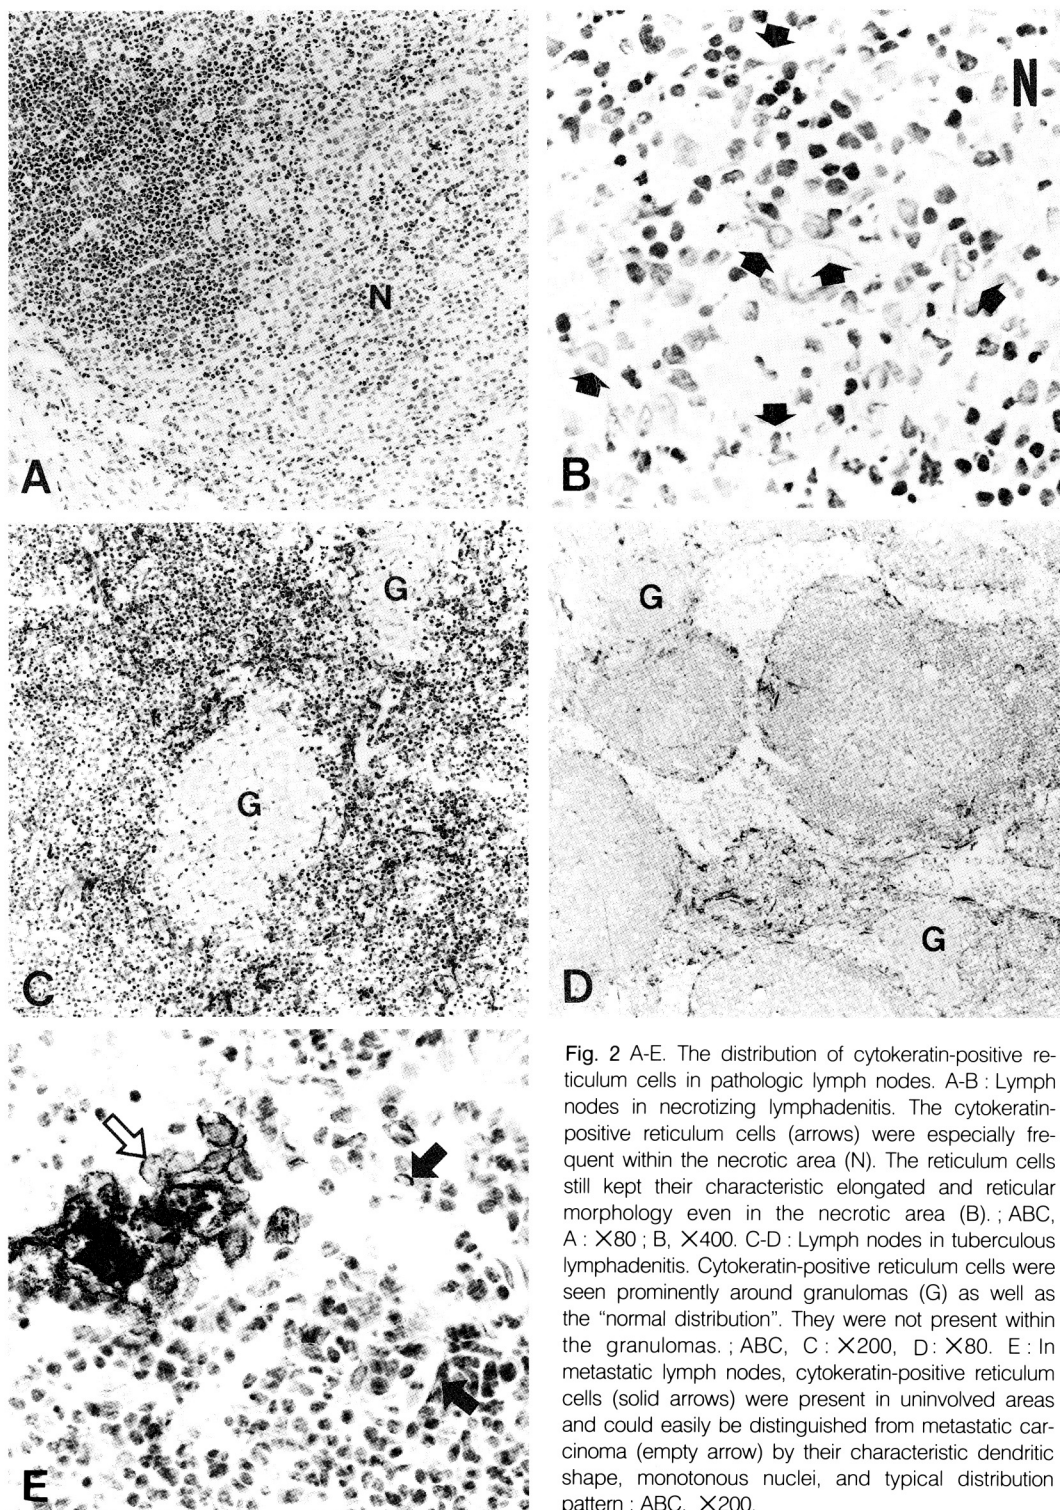 N
A
N
B
G
G
C
G
G
D
E
Fig. 2 A-E. The distribution of cytokeratin-positive re-
ticulum cells in pathologic lymph nodes. A-B : Lymph
nodes in necrotizing lymphadenitis. The cytokeratin-
positive reticulum cells (arrows) were especially fre-
quent within the necrotic area (N). The reticulum cells
still kept their characteristic elongated and reticular
morphology even in the necrotic area (B). ; ABC,
A : ×80 ; B, ×400. C-D : Lymph nodes in tuberculous
lymphadenitis. Cytokeratin-positive reticulum cells were
seen prominently around granulomas (G) as well as
the “normal distribution”. They were not present within
the granulomas. ; ABC, C : ×200, D : ×80. E : In
metastatic lymph nodes, cytokeratin-positive reticulum
cells (solid arrows) were present in uninvolved areas
and could easily be distinguished from metastatic car-
cinoma (empty arrow) by their characteristic dendritic
shape, monotonous nuclei, and typical distribution
pattern ; ABC, ×200.